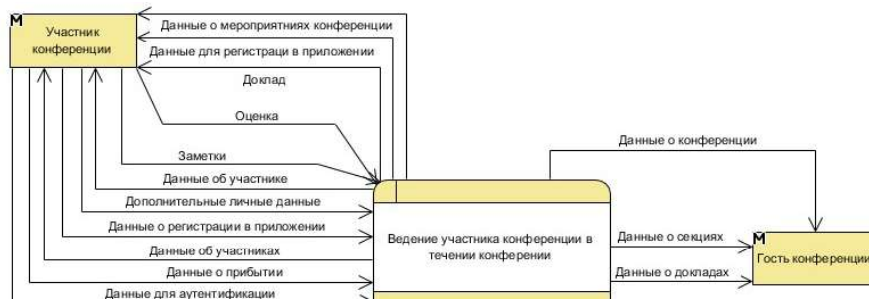 M
Участник
конференции
Данные о мероприятниях конференции
Данные для регистраци в приложении
Доклад
Оценка
Заметки
Данные об участнике
Дополнительные личные данные
Данные о регистрации в приложении
Данные об участниках
Данные о прибытии
Данные для аутентификации
Ведение участника конференции в
течении конферении
Данные о конференции
Данные о секциях
Данные о докладах
M
Гость конференции